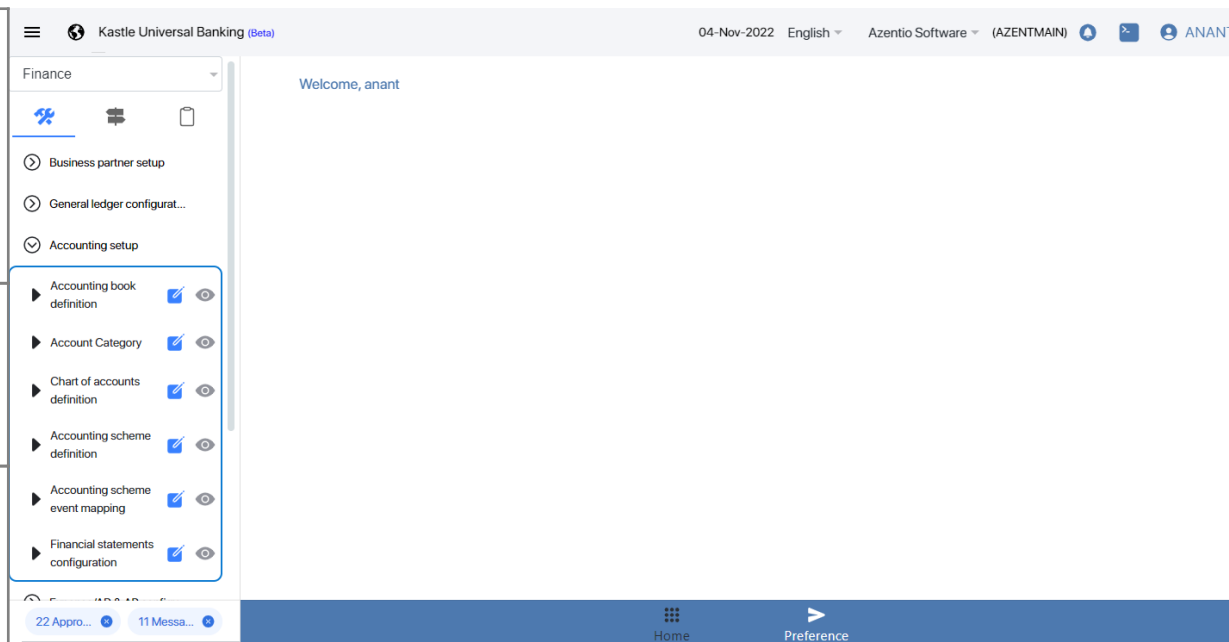 Kastle Universal Banking (Beta)
04-Nov-2022 English Azentio Software (AZENTMAIN) ANANT
Finance
Welcome, anant
Business partner setup
General ledger configurat...
Accounting setup
Accounting book
definition
Account Category
Chart of accounts
definition
Accounting scheme
definition
Accounting scheme
event mapping
Financial statements
configuration
22 Appro...
11 Messa...
Home
Preference